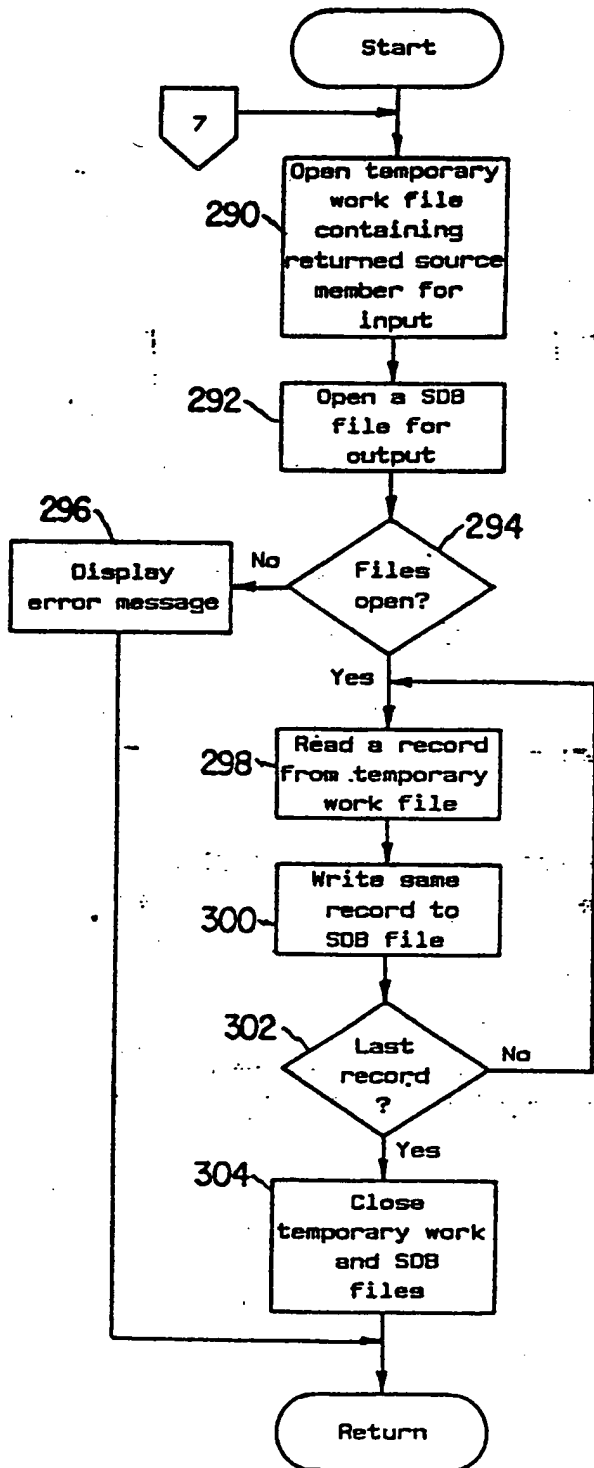 Start
7
290
Open temporary
work file
containing
returned source
member for
input
292
Open a SDB
file for
output
296
294
Display
error message
No
Files
open?
Yes
298
Read a record
from temporary
work file
300
Write same
record to
SDB file
302
Last
record
?
No
Yes
304
Close
temporary work
and SDB
files
Return